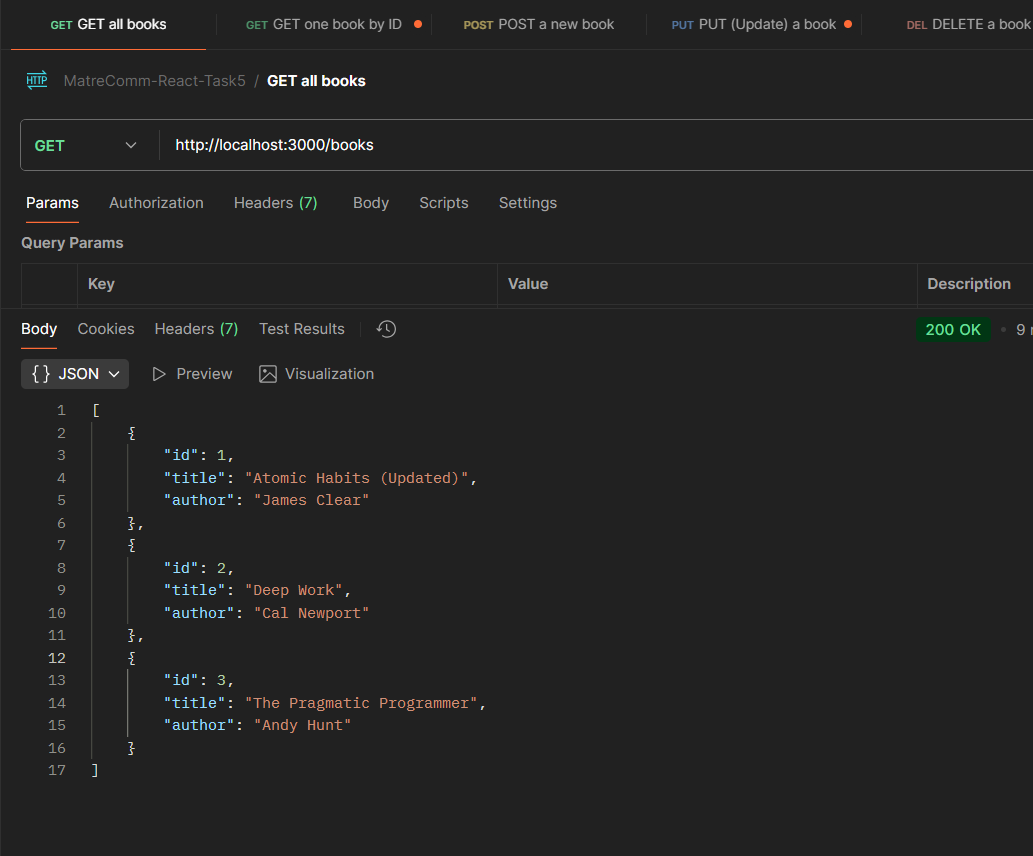 GET GET all books GET GET one book by ID POST POST a new book PUT PUT (Update) a book DEL DELETE a book
HTTP MatreComm-React-Task5 / GET all books
GET http://localhost:3000/books
Params Authorization Headers (7) Body Scripts Settings
Query Params
Key Value Description
Body Cookies Headers (7) Test Results 200 OK • 9
{ } JSON Preview Visualization
1 [
2 {
3 "id": 1,
4 "title": "Atomic Habits (Updated)",
5 "author": "James Clear"
6 },
7 {
8 "id": 2,
9 "title": "Deep Work",
10 "author": "Cal Newport"
11 },
12 {
13 "id": 3,
14 "title": "The Pragmatic Programmer",
15 "author": "Andy Hunt"
16 }
17 ]